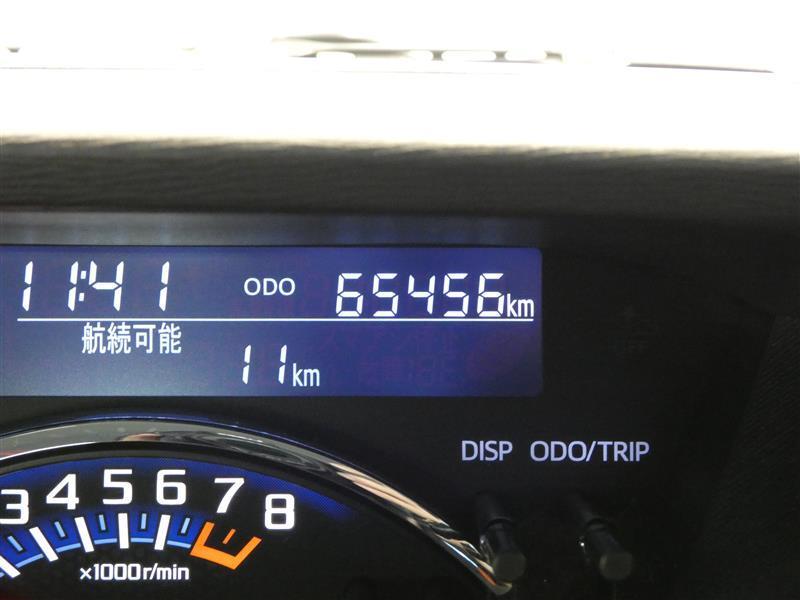 11:41 ODO 65456km
航続可能
11km
DISP ODO/TRIP
3 4 5 6 7 8
×1000r/min